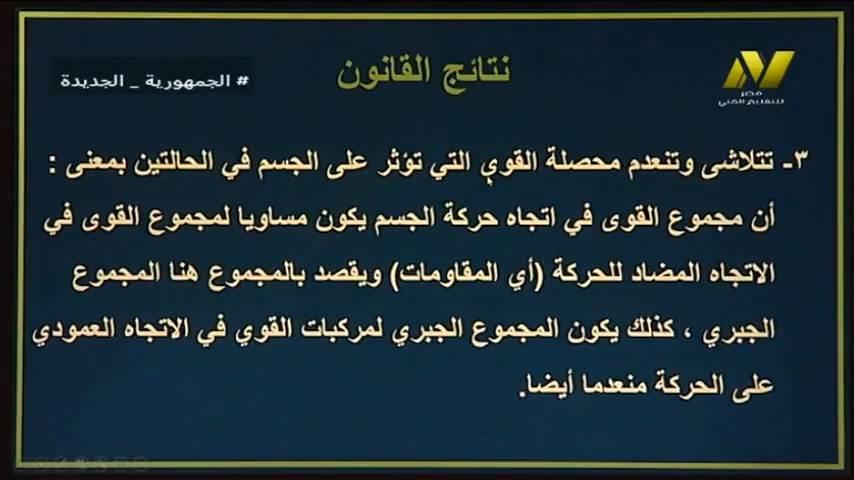 # الجمهورية _ الجديدة
نتائج القانون
مصر
للتعليم الفني
٣- تتلاشى وتنعدم محصلة القوي التي تؤثر على الجسم في الحالتين بمعنى :
أن مجموع القوى في اتجاه حركة الجسم يكون مساويا لمجموع القوى في
الاتجاه المضاد للحركة (أي المقاومات) ويقصد بالمجموع هنا المجموع
الجبري ، كذلك يكون المجموع الجبري لمركبات القوي في الاتجاه العمودي
على الحركة منعدما أيضا.